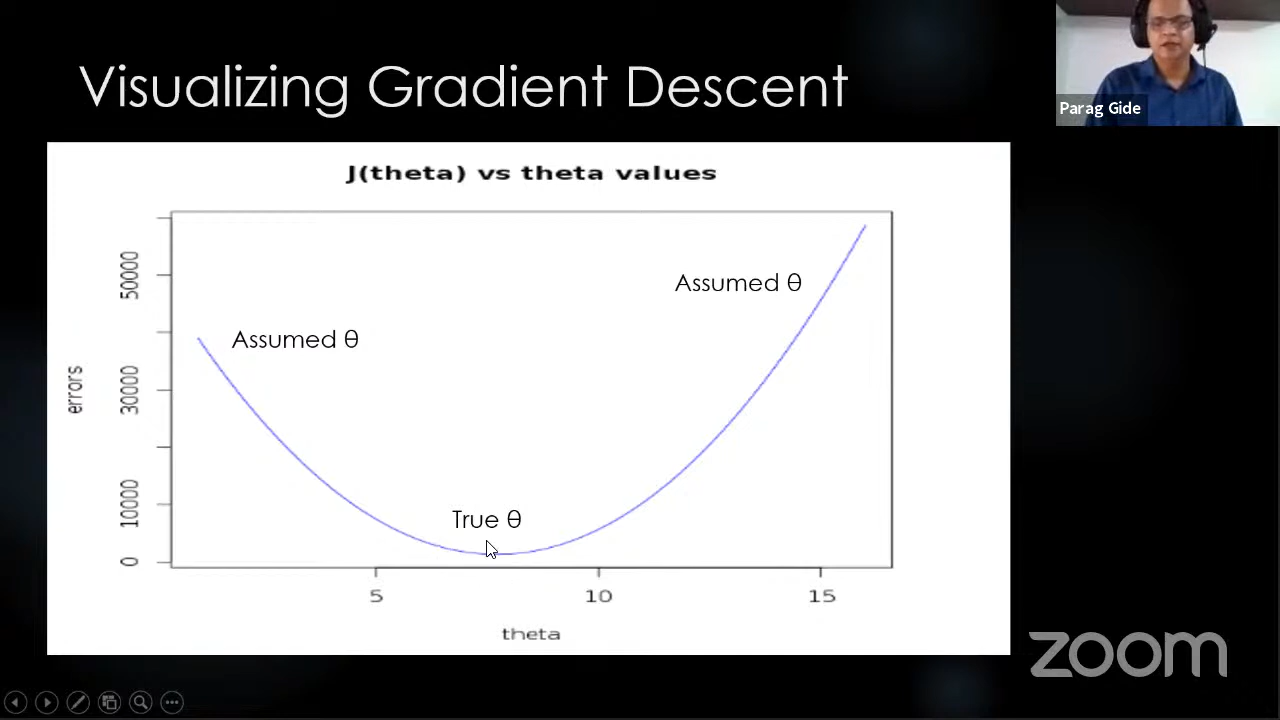 Visualizing Gradient Descent
Parag Gide
J(theta) vs theta values
50000
30000
10000
0
errors
Assumed θ
Assumed θ
True θ
5
10
15
theta
zoom